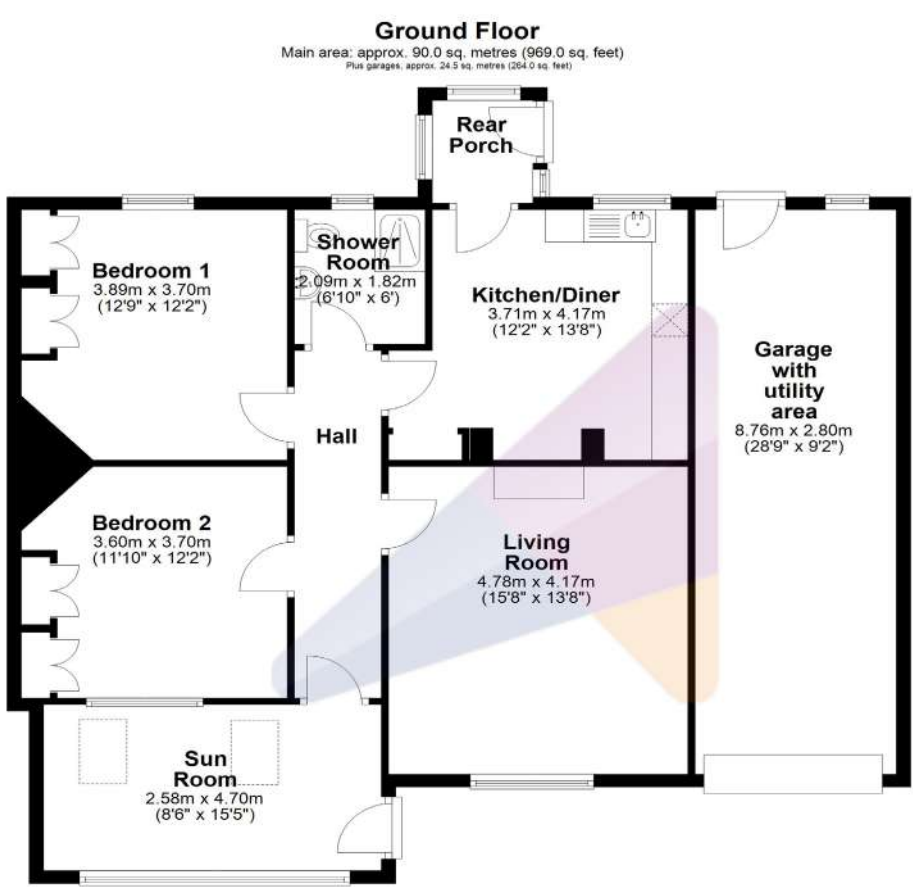 Ground Floor
Main area: approx. 90.0 sq. metres (969.0 sq. feet)
Plus garages, approx. 24.5 sq. metres (264.0 sq. feet)
Rear
Porch
Bedroom 1
3.89m x 3.70m
(12'9" x 12'2")
Shower
Room
2.09m x 1.82m
(6'10" x 6')
Kitchen/Diner
3.71m x 4.17m
(12'2" x 13'8")
Garage
with
utility
area
8.76m x 2.80m
(28'9" x 9'2")
Hall
Bedroom 2
3.60m x 3.70m
(11'10" x 12'2")
Living
Room
4.78m x 4.17m
(15'8" x 13'8")
Sun
Room
2.58m x 4.70m
(8'6" x 15'5")